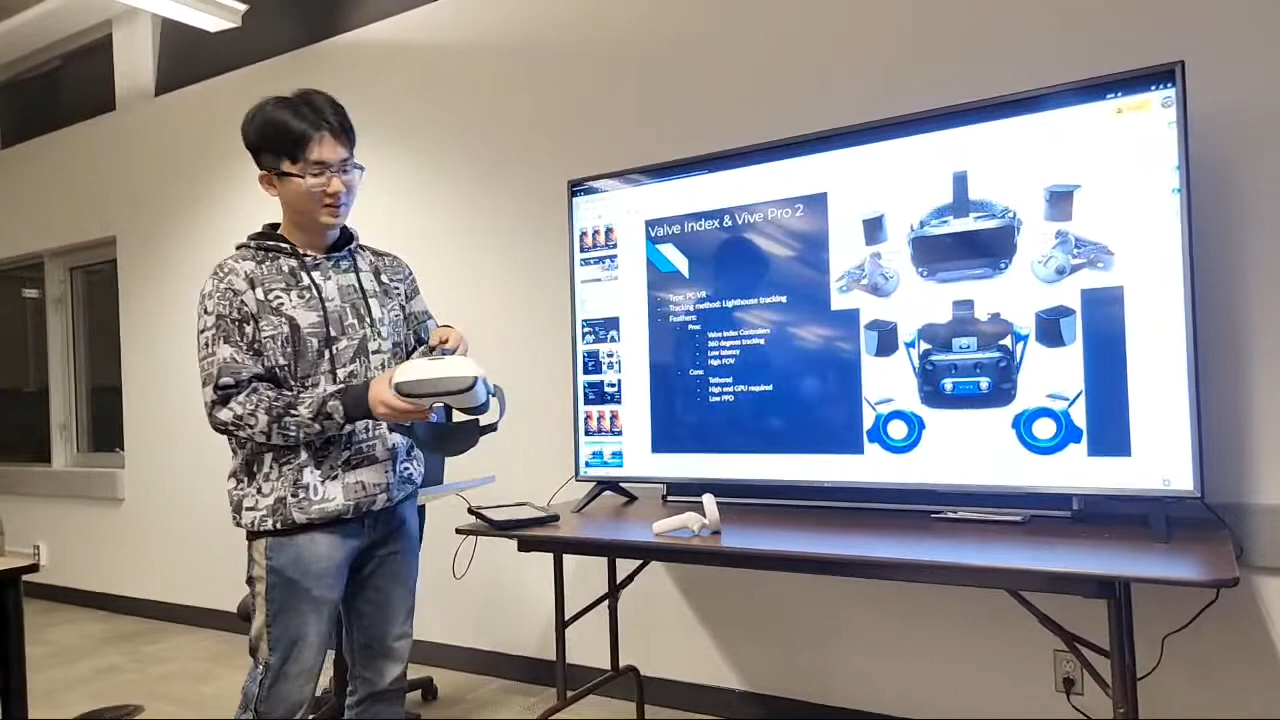 Valve Index & Vive Pro 2
- Type: PC VR
- Tracking method: Lighthouse tracking
- Feathers:
- Pros:
- Valve Index Controllers
- 360 degrees tracking
- Low latency
- High FOV
- Cons:
- Tethered
- High end GPU required
- Low PPD
VIVE